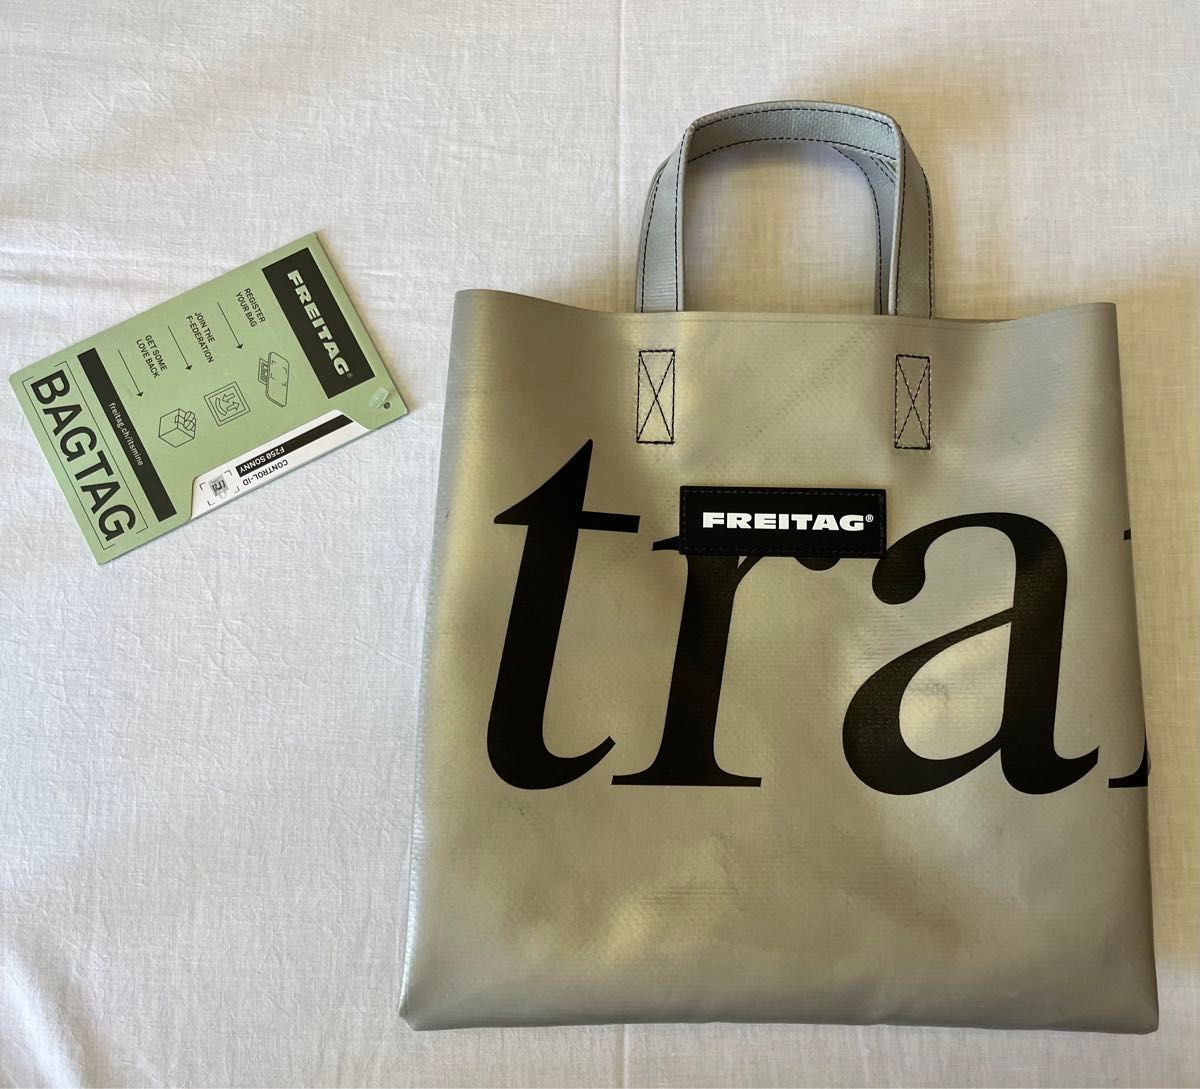 FREITAG®
REGISTER
YOUR BAG
JOIN THE
F-EDERATION
GET SOME
LOVE BACK
freitag.ch/itsmine
BAGTAG
CONTROL-ID
F250 SONNY
FREITAG®
tra